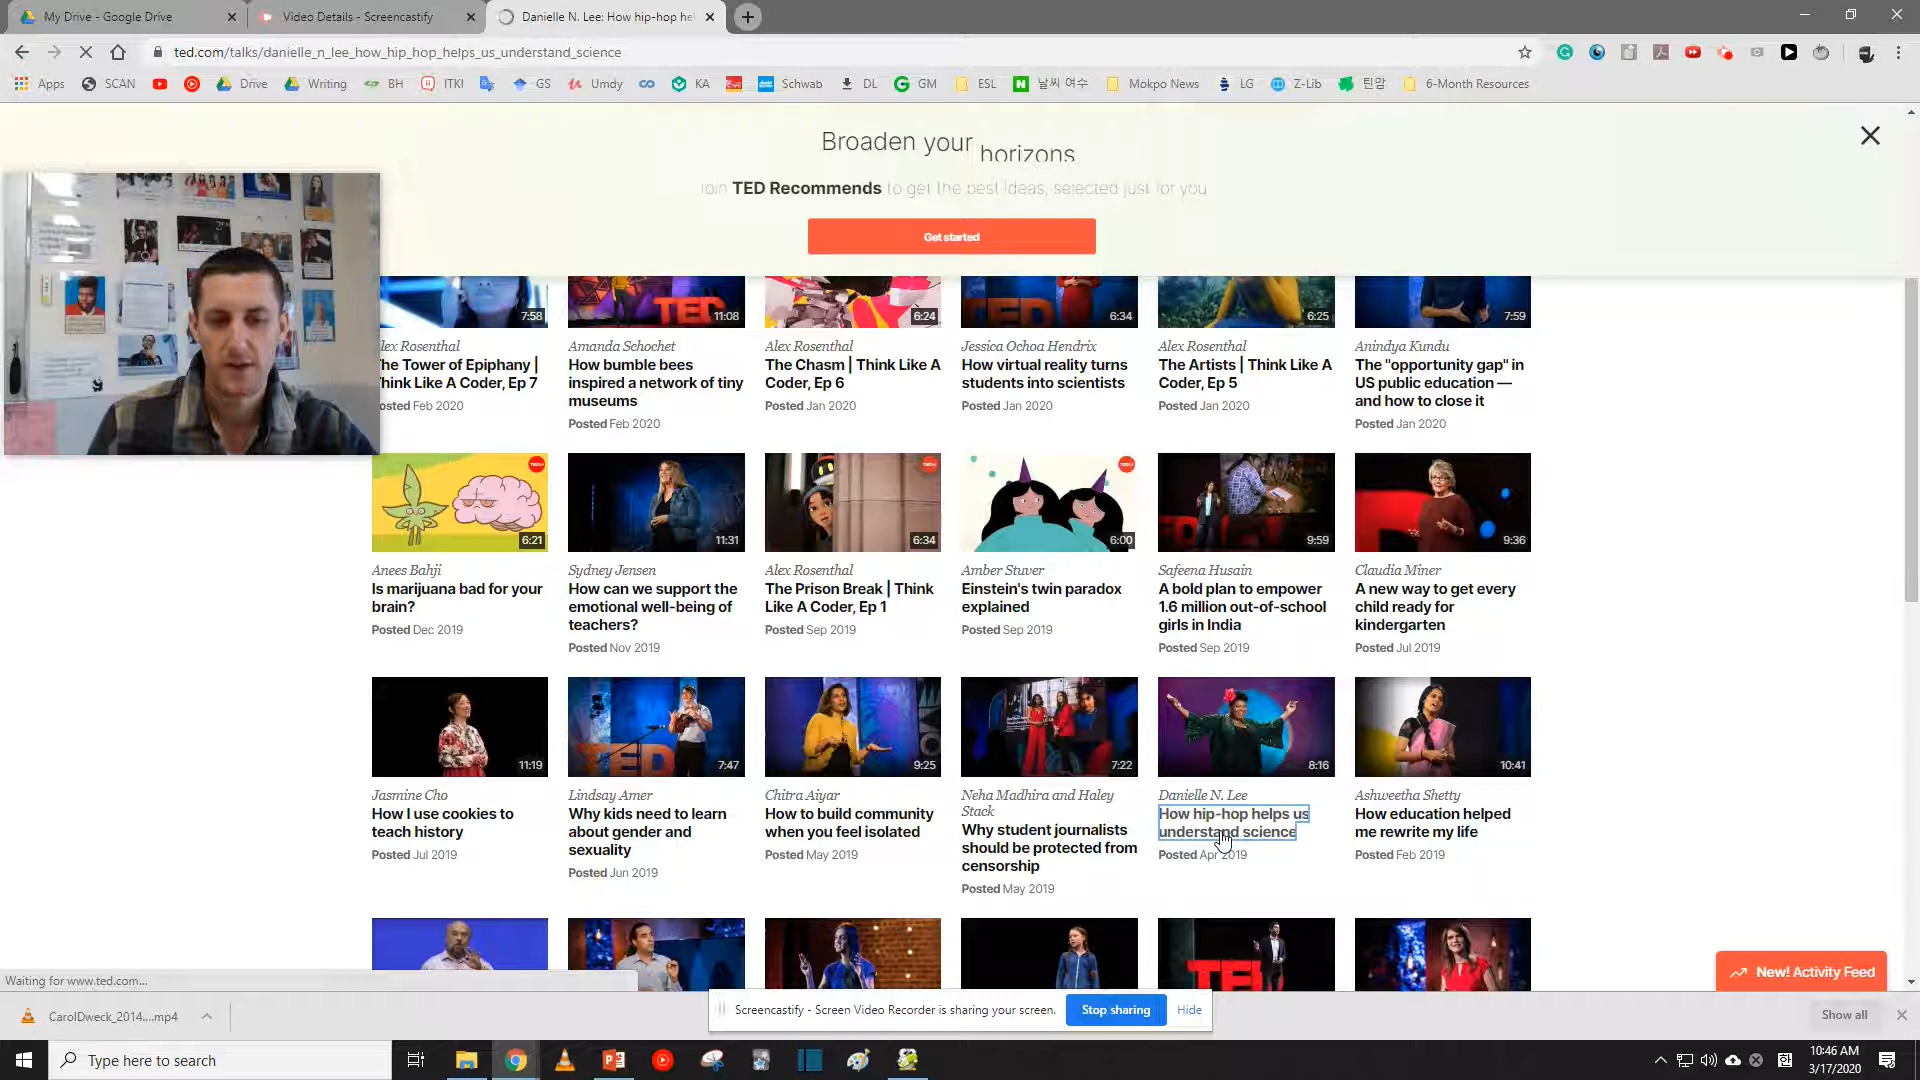 My Drive - Google Drive
Video Details - Screencastify
Danielle N. Lee: How hip-hop he
ted.com/talks/danielle_n_lee_how_hip_hop_helps_us_understand_science
Apps SCAN Drive Writing BH ITKI GS Umdy KA Schwab DL GM ESL 날씨 여수 Mokpo News LG Z-Lib 틴맘 6-Month Resources
Broaden your horizons
Join TED Recommends to get the best ideas, selected just for you
Get started
7:58 11:08 6:24 6:34 6:25 7:59
TED
lex Rosenthal
he Tower of Epiphany |
hink Like A Coder, Ep 7
osted Feb 2020
Amanda Schochet
How bumble bees
inspired a network of tiny
museums
Posted Feb 2020
Alex Rosenthal
The Chasm | Think Like A
Coder, Ep 6
Posted Jan 2020
Jessica Ochoa Hendrix
How virtual reality turns
students into scientists
Posted Jan 2020
Alex Rosenthal
The Artists | Think Like A
Coder, Ep 5
Posted Jan 2020
Anindya Kundu
The "opportunity gap" in
US public education —
and how to close it
Posted Jan 2020
6:21 11:31 6:34 6:00 9:59 9:36
Anees Bahji
Is marijuana bad for your
brain?
Posted Dec 2019
Sydney Jensen
How can we support the
emotional well-being of
teachers?
Posted Nov 2019
Alex Rosenthal
The Prison Break | Think
Like A Coder, Ep 1
Posted Sep 2019
Amber Stuver
Einstein's twin paradox
explained
Posted Sep 2019
Safeena Husain
A bold plan to empower
1.6 million out-of-school
girls in India
Posted Sep 2019
Claudia Miner
A new way to get every
child ready for
kindergarten
Posted Jul 2019
11:19 7:47 9:25 7:22 8:16 10:41
Jasmine Cho
How I use cookies to
teach history
Posted Jul 2019
Lindsay Amer
Why kids need to learn
about gender and
sexuality
Posted Jun 2019
Chitra Aiyar
How to build community
when you feel isolated
Posted May 2019
Neha Madhira and Haley
Stack
Why student journalists
should be protected from
censorship
Posted May 2019
Danielle N. Lee
How hip-hop helps us
understand science
Posted Apr 2019
Ashweetha Shetty
How education helped
me rewrite my life
Posted Feb 2019
New! Activity Feed
Waiting for www.ted.com...
Screencastify - Screen Video Recorder is sharing your screen. Stop sharing Hide
CarolDweck_2014....mp4
Show all
Type here to search
10:46 AM
3/17/2020